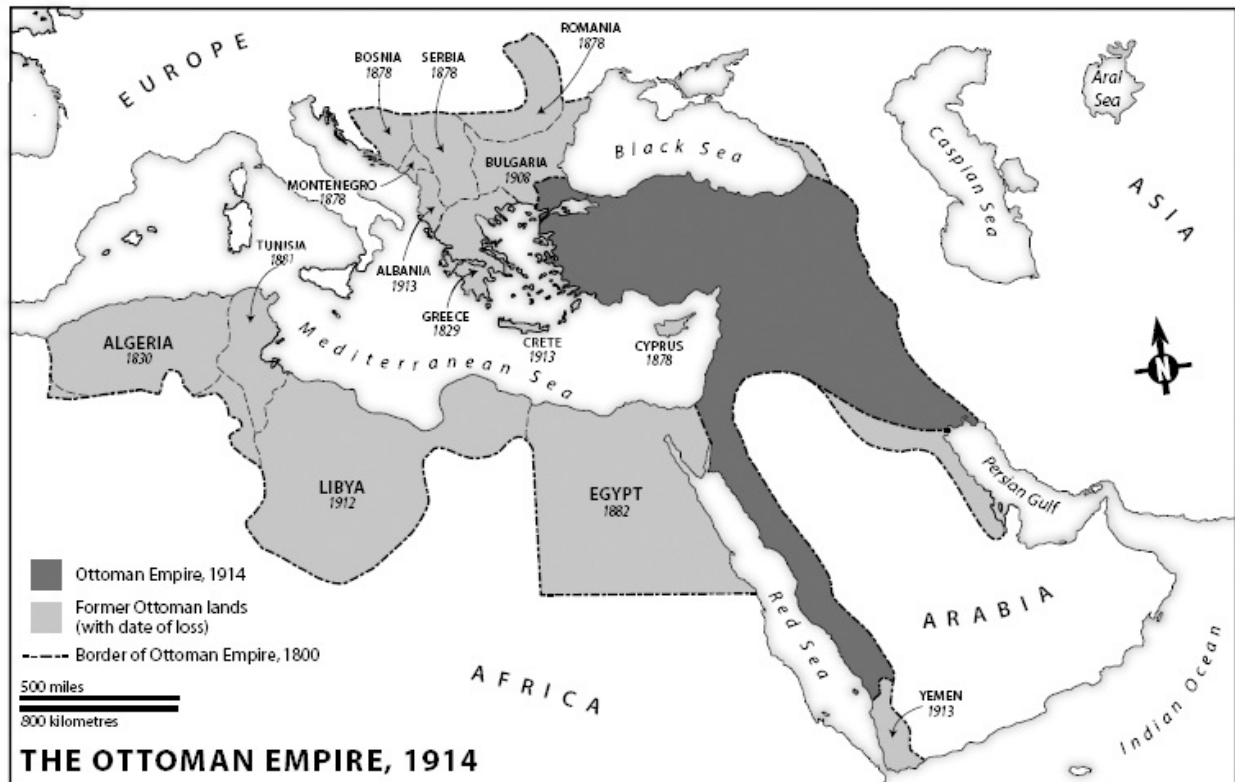 EUROPE
ROMANIA
1878
BOSNIA
1878
SERBIA
1878
Aral
Sea
Black Sea
Caspian Sea
ASIA
BULGARIA
1908
MONTENEGRO
1878
TUNISIA
1881
ALBANIA
1913
GREECE
1829
CRETE
1913
CYPRUS
1878
Mediterranean Sea
ALGERIA
1830
N
LIBYA
1912
EGYPT
1882
Persian Gulf
Red Sea
ARABIA
AFRICA
YEMEN
1913
Indian Ocean
Ottoman Empire, 1914
Former Ottoman lands
(with date of loss)
Border of Ottoman Empire, 1800
500 miles
800 kilometres
THE OTTOMAN EMPIRE, 1914